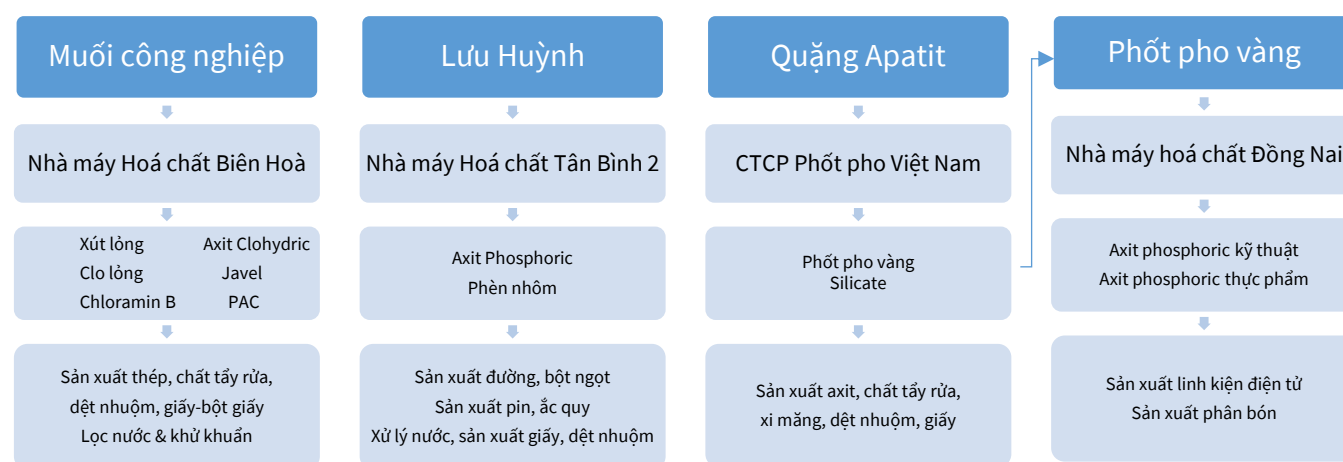 Muối công nghiệp
Nhà máy Hoá chất Biên Hoà
Xút lỏng Axit Clohydric
Clo lỏng Javel
Chloramin B PAC
Sản xuất thép, chất tẩy rửa,
dệt nhuộm, giấy-bột giấy
Lọc nước & khử khuẩn
Lưu Huỳnh
Nhà máy Hoá chất Tân Bình 2
Axit Phosphoric
Phèn nhôm
Sản xuất đường, bột ngọt
Sản xuất pin, ắc quy
Xử lý nước, sản xuất giấy, dệt nhuộm
Quặng Apatit
CTCP Phốt pho Việt Nam
Phốt pho vàng
Silicate
Sản xuất axit, chất tẩy rửa,
xi măng, dệt nhuộm, giấy
Phốt pho vàng
Nhà máy hoá chất Đồng Nai
Axit phosphoric kỹ thuật
Axit phosphoric thực phẩm
Sản xuất linh kiện điện tử
Sản xuất phân bón